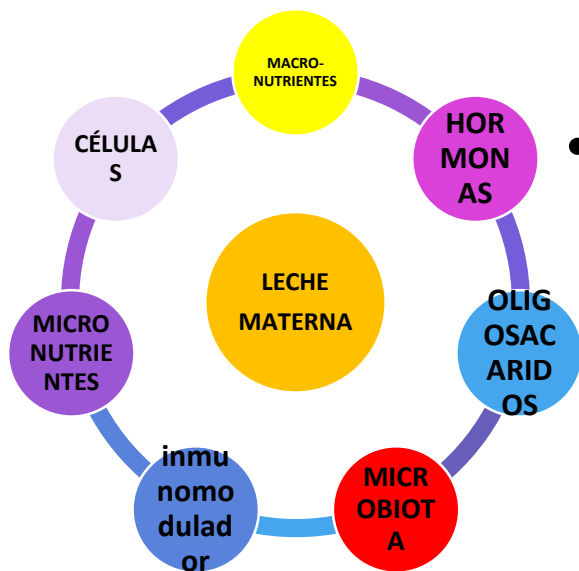 MACRO-
NUTRIENTES
HOR
MON
AS
OLIG
OSAC
ARID
OS
MICR
OBIOT
A
inmu
nomo
dulad
or
MICRO
NUTRIE
NTES
CÉLULA
S
LECHE
MATERNA